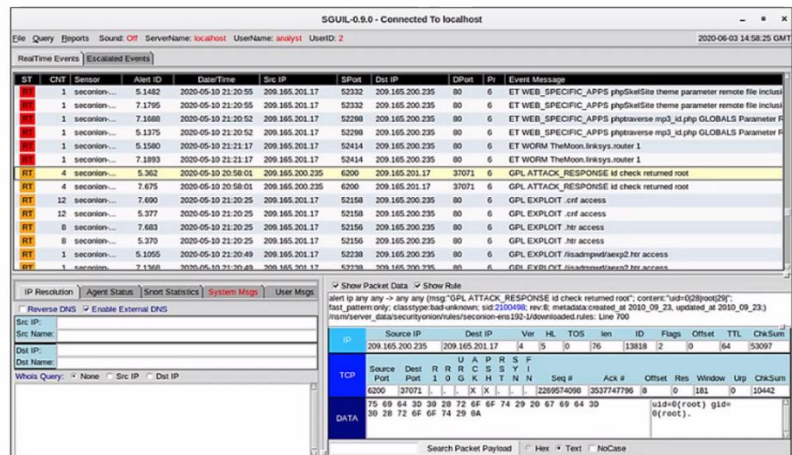 SGUIL-0.9.0 - Connected To localhost
File Query Reports Sound: Off ServerName: localhost UserName: analyst UserID: 2 2020-06-03 14:58:25 GMT
RealTime Events Escalated Events
ST CNT Sensor Alert ID Date/Time Src IP SPort Dst IP DPort Pr Event Message
RT 1 seconion-... 5.1482 2020-05-10 21:20:55 209.165.201.17 52332 209.165.200.235 80 6 ET WEB_SPECIFIC_APPS phpSkelSite theme parameter remote file inclusi
RT 1 seconion-... 7.1795 2020-05-10 21:20:55 209.165.201.17 52332 209.165.200.235 80 6 ET WEB_SPECIFIC_APPS phpSkelSite theme parameter remote file inclusi
RT 1 seconion-... 7.1688 2020-05-10 21:20:52 209.165.201.17 52298 209.165.200.235 80 6 ET WEB_SPECIFIC_APPS phptraverse mp3_id.php GLOBALS Parameter R
RT 1 seconion-... 5.1375 2020-05-10 21:20:52 209.165.201.17 52298 209.165.200.235 80 6 ET WEB_SPECIFIC_APPS phptraverse mp3_id.php GLOBALS Parameter R
RT 1 seconion-... 5.1580 2020-05-10 21:21:17 209.165.201.17 52414 209.165.200.235 80 6 ET WORM TheMoon.linksys.router 1
RT 1 seconion-... 7.1893 2020-05-10 21:21:17 209.165.201.17 52414 209.165.200.235 80 6 ET WORM TheMoon.linksys.router 1
RT 4 seconion-... 5.362 2020-05-10 20:58:01 209.165.200.235 6200 209.165.201.17 37071 6 GPL ATTACK_RESPONSE id check returned root
RT 4 seconion-... 7.675 2020-05-10 20:58:01 209.165.200.235 6200 209.165.201.17 37071 6 GPL ATTACK_RESPONSE id check returned root
RT 12 seconion-... 7.690 2020-05-10 21:20:25 209.165.201.17 52158 209.165.200.235 80 6 GPL EXPLOIT .cnf access
RT 12 seconion-... 5.377 2020-05-10 21:20:25 209.165.201.17 52158 209.165.200.235 80 6 GPL EXPLOIT .cnf access
RT 8 seconion-... 7.683 2020-05-10 21:20:25 209.165.201.17 52156 209.165.200.235 80 6 GPL EXPLOIT .htr access
RT 8 seconion-... 5.370 2020-05-10 21:20:25 209.165.201.17 52156 209.165.200.235 80 6 GPL EXPLOIT .htr access
RT 1 seconion-... 5.1055 2020-05-10 21:20:49 209.165.201.17 52238 209.165.200.235 80 6 GPL EXPLOIT /iisadmpwd/aexp2.htr access
RT 1 seconion-... 7.1368 2020-05-10 21:20:49 209.165.201.17 52238 209.165.200.235 80 6 GPL EXPLOIT /iisadmpwd/aexp2.htr access
IP Resolution Agent Status Snort Statistics System Msgs User Msgs
Reverse DNS Enable External DNS
Src IP:
Src Name:
Dst IP:
Dst Name:
Whois Query: None Src IP Dst IP
Show Packet Data Show Rule
alert ip any any -> any any (msg:"GPL ATTACK_RESPONSE id check returned root"; content:"uid=0|28|root|29|";
fast_pattern:only; classtype:bad-unknown; sid:2100498; rev:8; metadata:created_at 2010_09_23, updated_at 2010_09_23;)
/nsm/server_data/securityonion/rules/seconion-ens192-1/downloaded.rules: Line 700
IP Source IP Dest IP Ver HL TOS len ID Flags Offset TTL ChkSum
209.165.200.235 209.165.201.17 4 5 0 76 13818 2 0 64 53097
TCP
U A P R S F
Source Dest R R R C S S Y I
Port Port 1 0 G K H T N N Seq # Ack # Offset Res Window Urp ChkSum
6200 37071 . . . X X . . . 2269574098 3537747796 8 0 181 0 10442
DATA
75 69 64 3D 30 28 72 6F 6F 74 29 20 67 69 64 3D uid=0(root) gid=
30 28 72 6F 6F 74 29 0A 0(root).
Search Packet Payload Hex Text NoCase